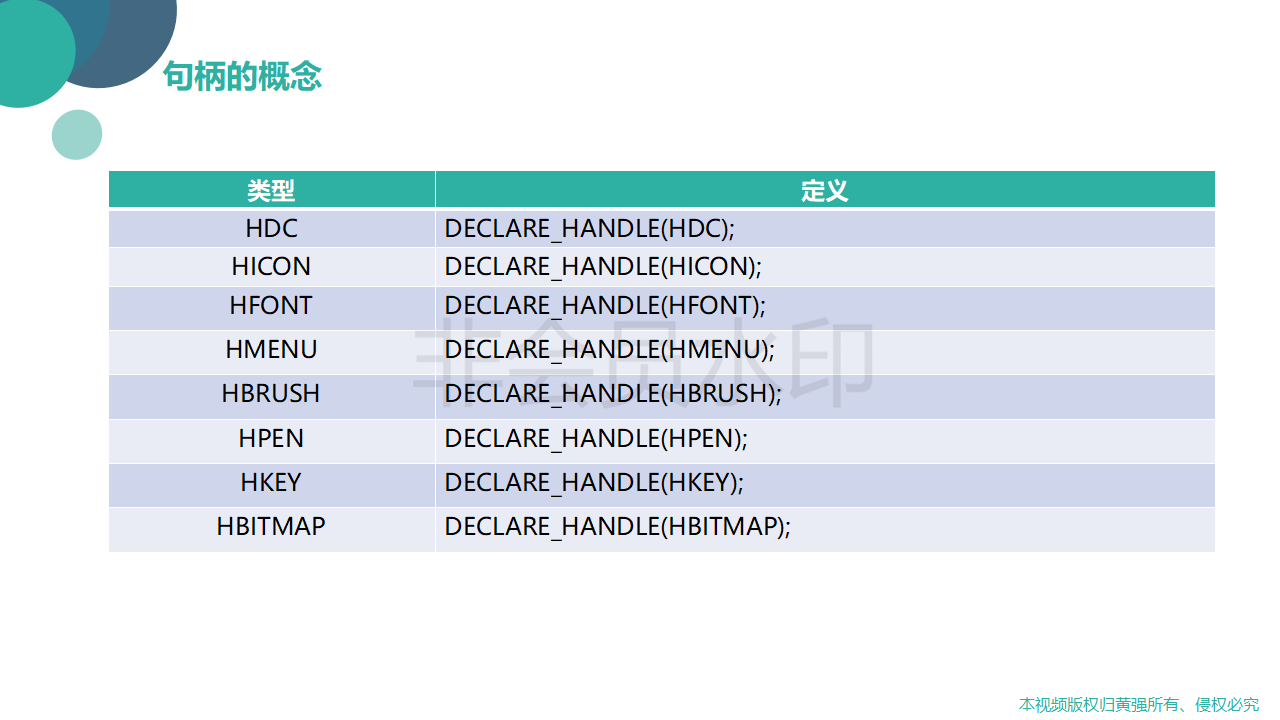 句柄的概念
类型 定义
HDC DECLARE_HANDLE(HDC);
HICON DECLARE_HANDLE(HICON);
HFONT DECLARE_HANDLE(HFONT);
HMENU DECLARE_HANDLE(HMENU);
HBRUSH DECLARE_HANDLE(HBRUSH);
HPEN DECLARE_HANDLE(HPEN);
HKEY DECLARE_HANDLE(HKEY);
HBITMAP DECLARE_HANDLE(HBITMAP);
非会员水印
本视频版权归黄强所有、侵权必究